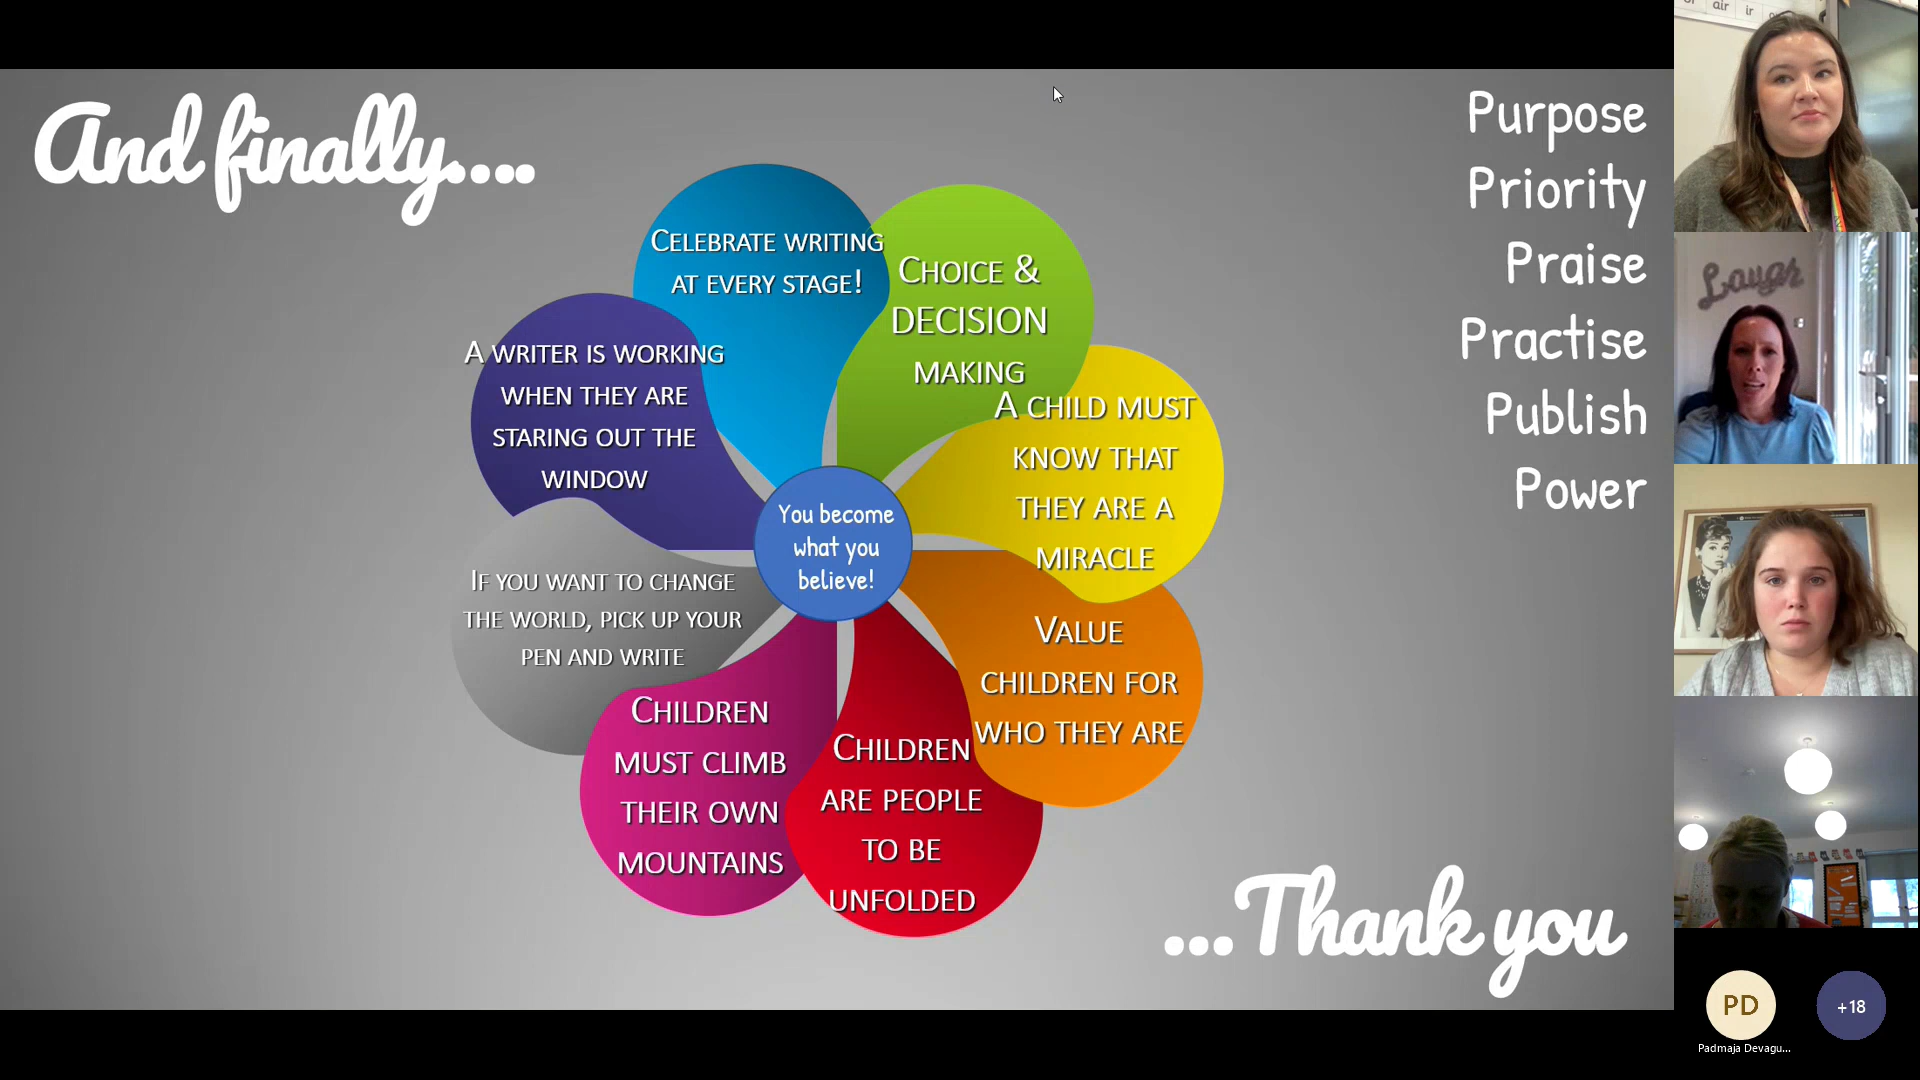 And finally....
Purpose
Priority
Praise
Practise
Publish
Power
CELEBRATE WRITING
AT EVERY STAGE!
CHOICE &
DECISION
MAKING
A CHILD MUST
KNOW THAT
THEY ARE A
MIRACLE
VALUE
CHILDREN FOR
WHO THEY ARE
CHILDREN
ARE PEOPLE
TO BE
UNFOLDED
CHILDREN
MUST CLIMB
THEIR OWN
MOUNTAINS
IF YOU WANT TO CHANGE
THE WORLD, PICK UP YOUR
PEN AND WRITE
A WRITER IS WORKING
WHEN THEY ARE
STARING OUT THE
WINDOW
You become
what you
believe!
...Thank you
air ir
Laugh
PD
+18
Padmaja Devagu...